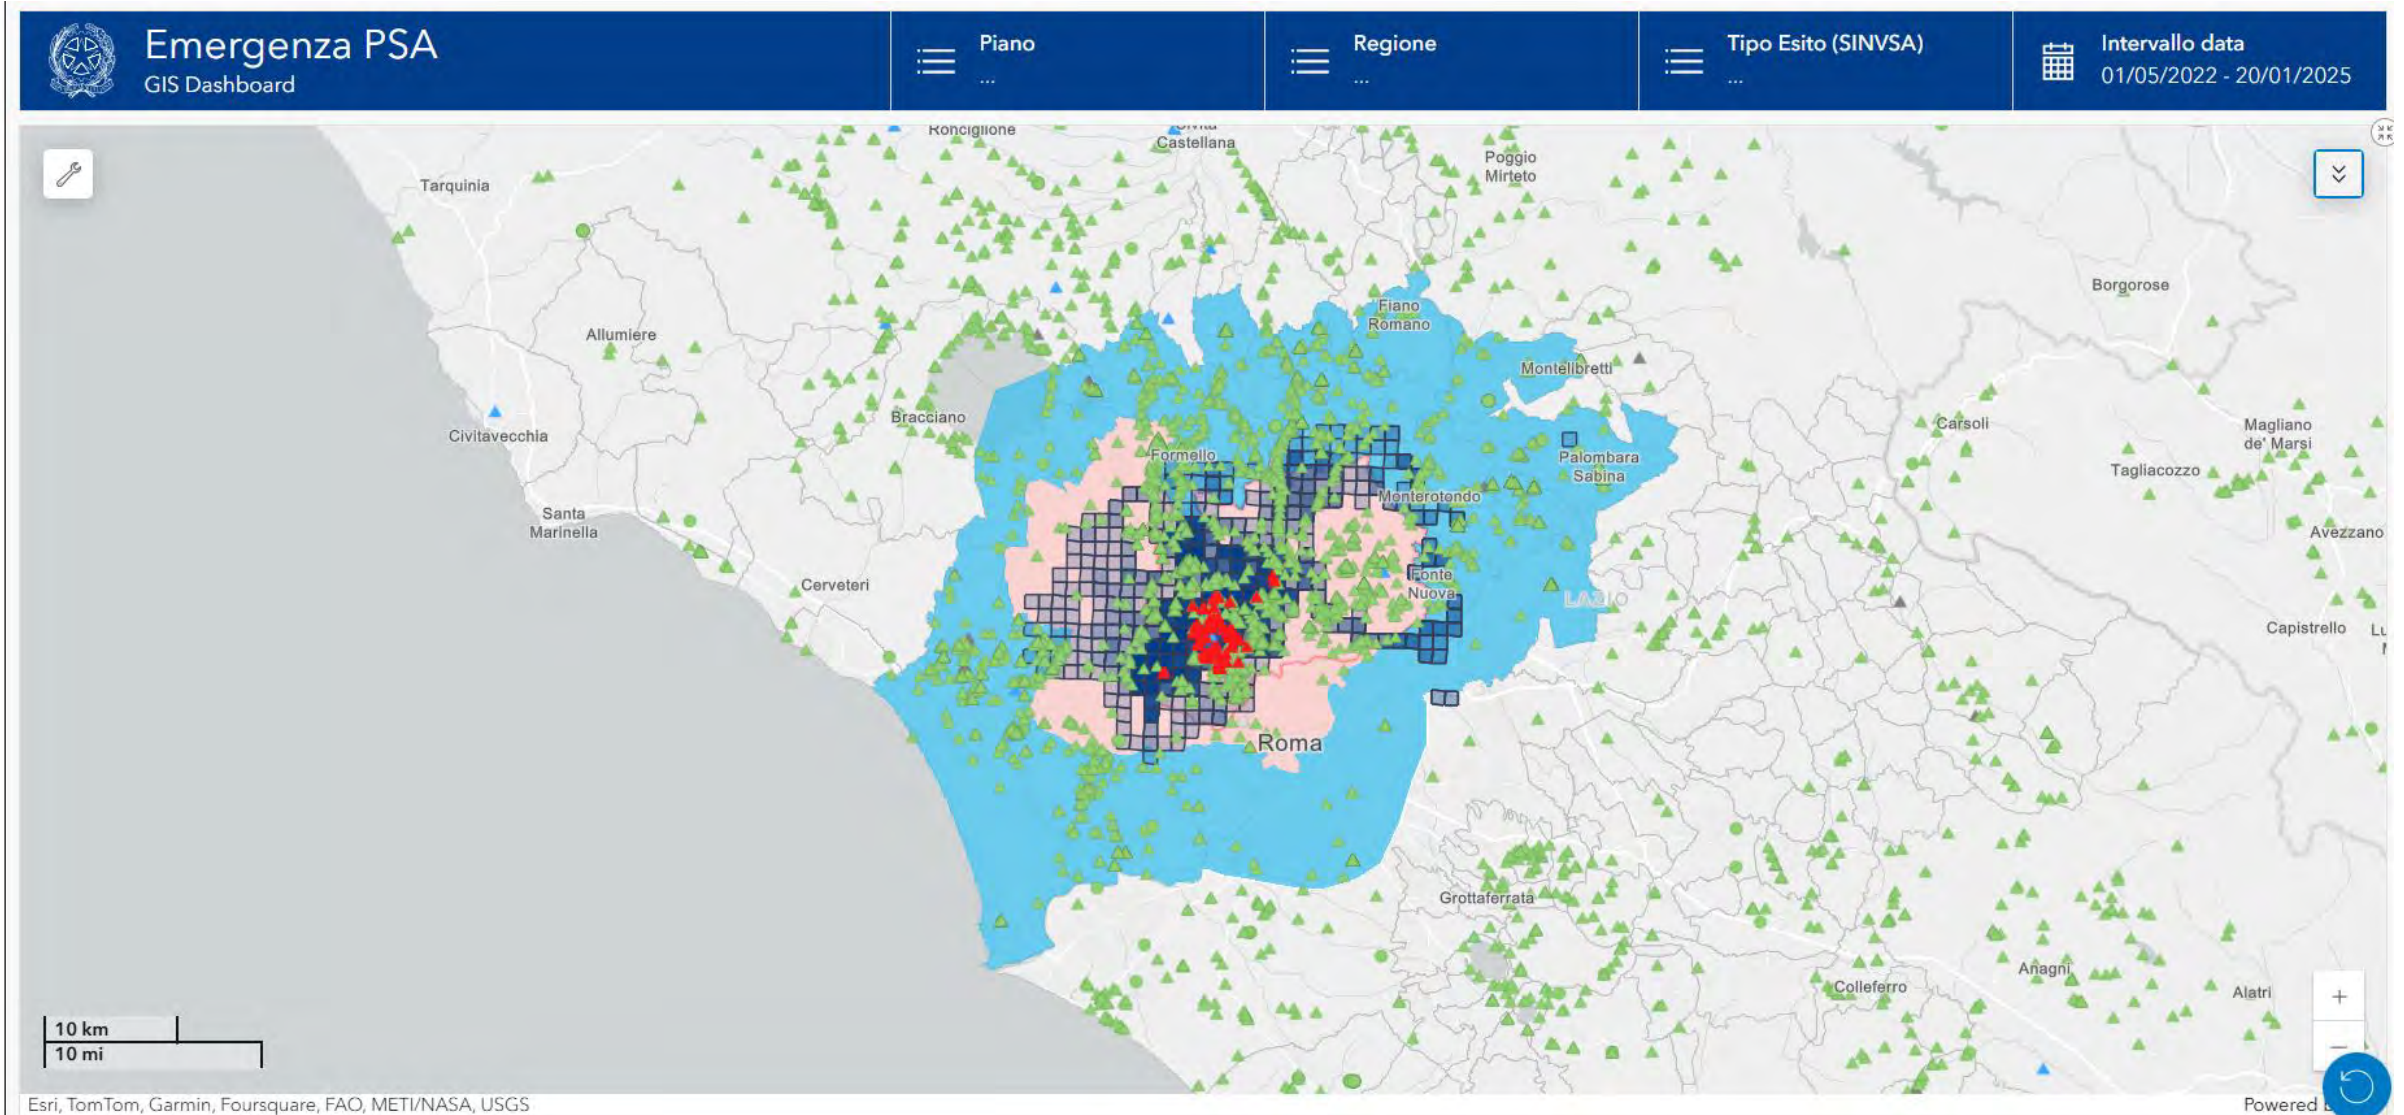 Emergenza PSA
GIS Dashboard
Piano
...
Regione
...
Tipo Esito (SINVSA)
...
Intervallo data
01/05/2022 - 20/01/2025
Ronciglione
Civita
Castellana
Poggio
Mirteto
Tarquinia
Borgorose
Fiano
Romano
Allumiere
Montelibretti
Bracciano
Civitavecchia
Carsoli
Magliano
de' Marsi
Formello
Palombara
Sabina
Tagliacozzo
Monterotondo
Santa
Marinella
Avezzano
Cerveteri
Fonte
Nuova
LAZIO
Capistrello
Roma
Grottaferrata
Anagni
Colleferro
Alatri
+
−
10 km
10 mi
Esri, TomTom, Garmin, Foursquare, FAO, METI/NASA, USGS
Powered